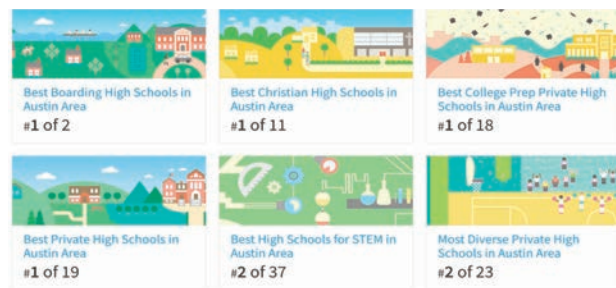 Best Boarding High Schools in
Austin Area
#1 of 2
Best Christian High Schools in
Austin Area
#1 of 11
Best College Prep Private High
Schools in Austin Area
#1 of 18
Best Private High Schools in
Austin Area
#1 of 19
Best High Schools for STEM in
Austin Area
#2 of 37
Most Diverse Private High
Schools in Austin Area
#2 of 23